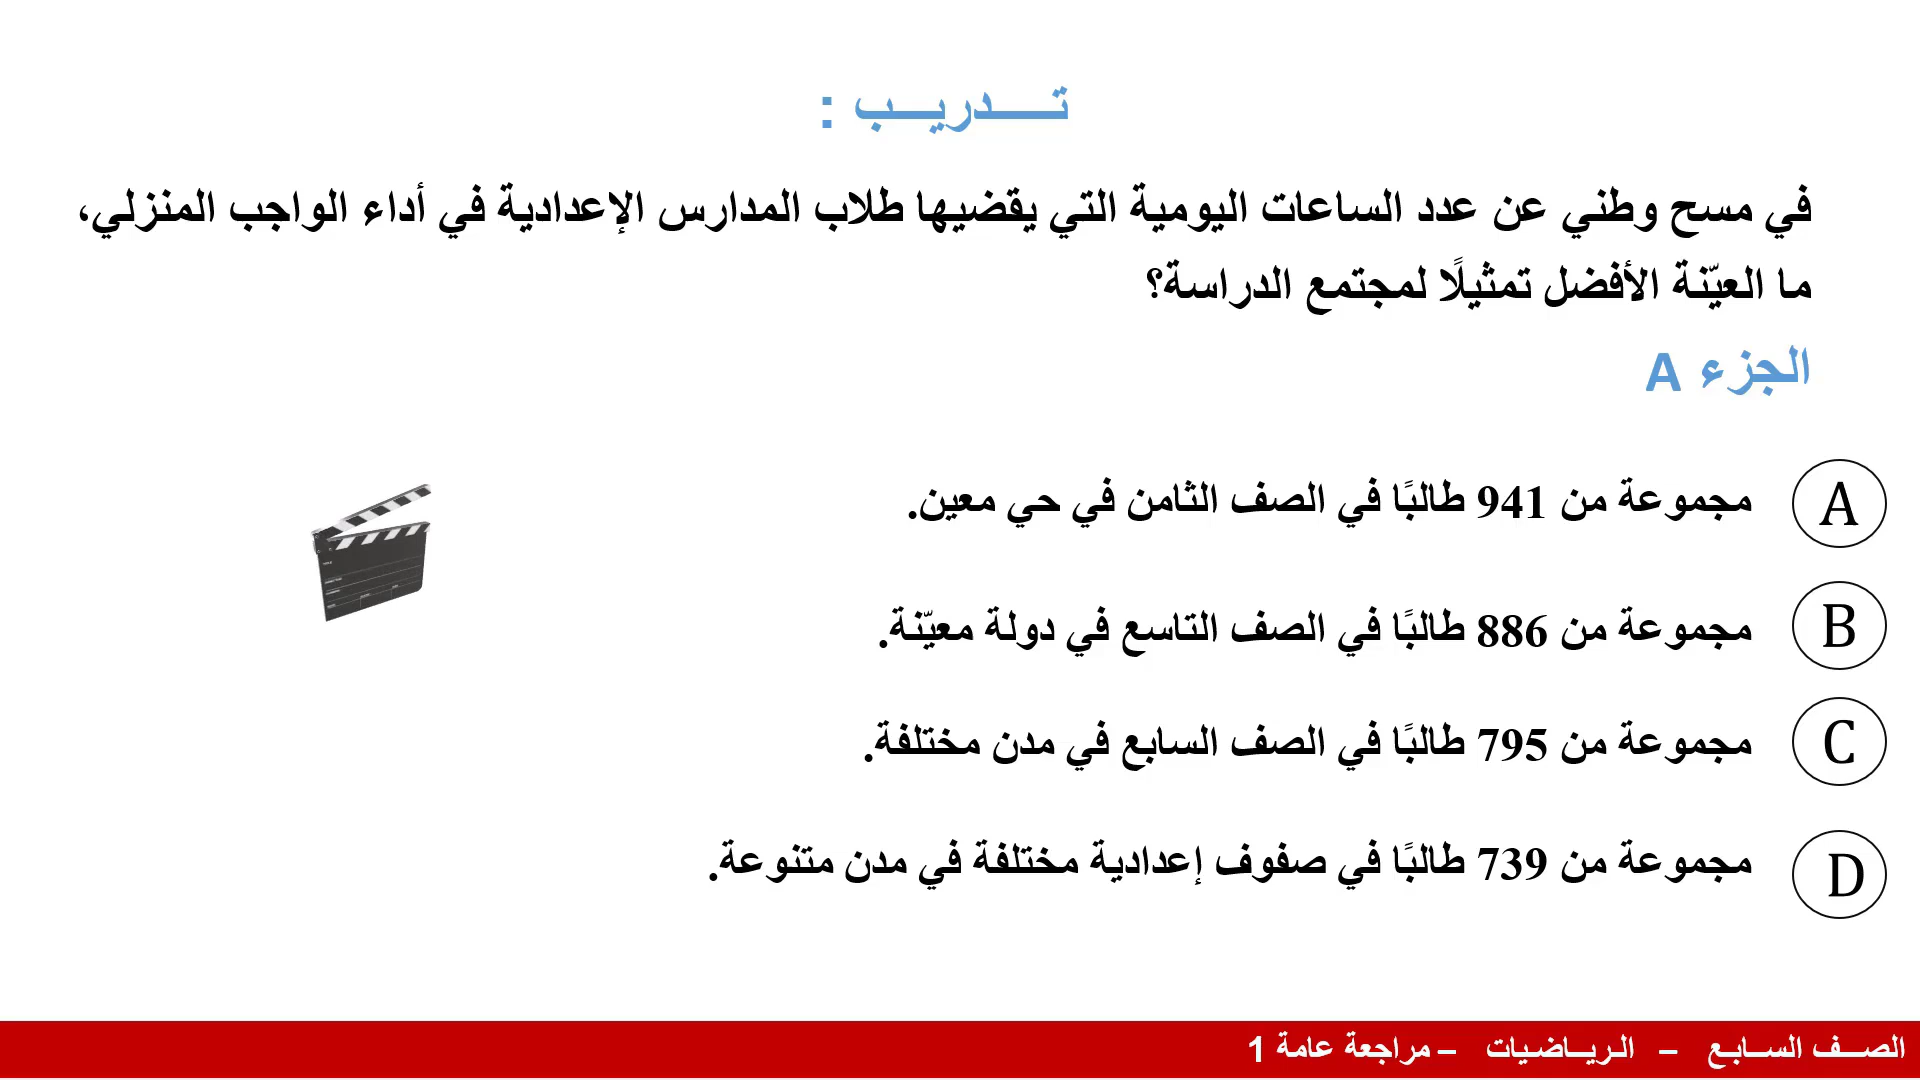 تـــــدريـــب :
في مسح وطني عن عدد الساعات اليومية التي يقضيها طلاب المدارس الإعدادية في أداء الواجب المنزلي،
ما العيّنة الأفضل تمثيلًا لمجتمع الدراسة؟
الجزء A
A مجموعة من 941 طالبًا في الصف الثامن في حي معين.
B مجموعة من 886 طالبًا في الصف التاسع في دولة معيّنة.
C مجموعة من 795 طالبًا في الصف السابع في مدن مختلفة.
D مجموعة من 739 طالبًا في صفوف إعدادية مختلفة في مدن متنوعة.
الصـــف الســـابـع – الـريـــاضـيات – مراجعة عامة 1